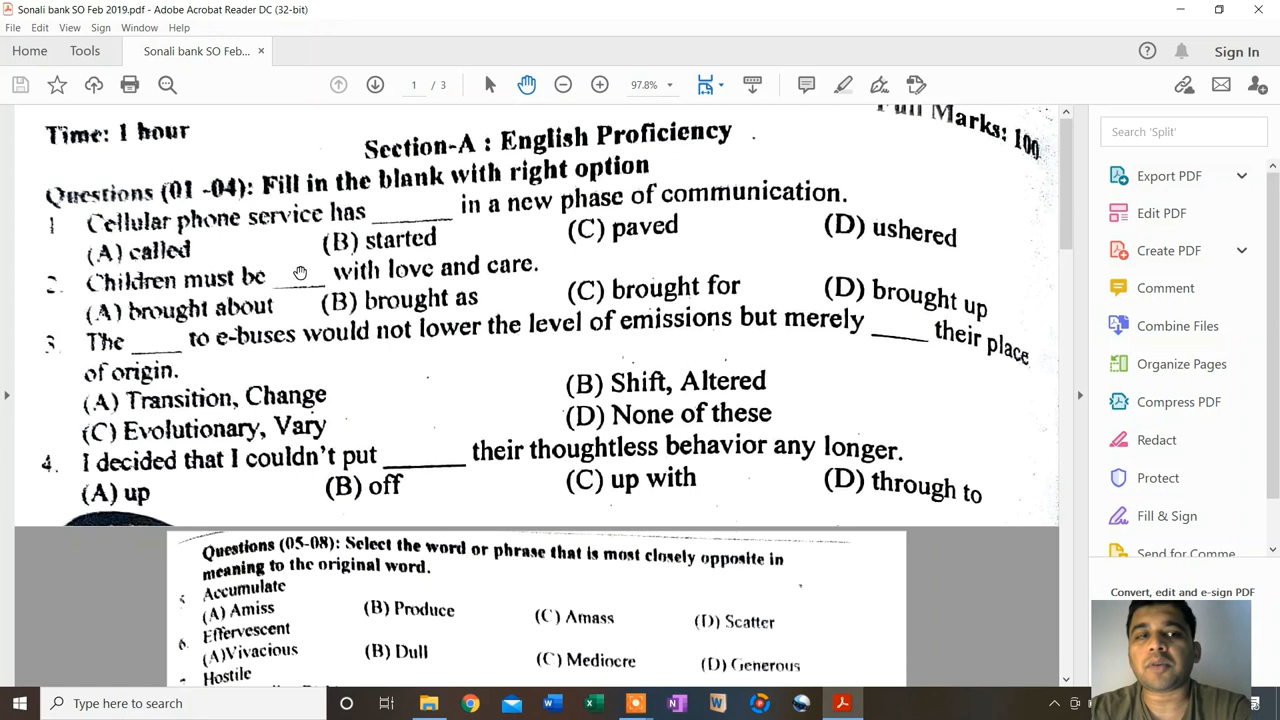 Sonali bank SO Feb 2019.pdf - Adobe Acrobat Reader DC (32-bit)
File Edit View Sign Window Help
Home Tools Sonali bank SO Feb... × Sign In
1 / 3 97.8%
Full Marks: 100
Time: 1 hour
Section-A : English Proficiency
Questions (01 -04): Fill in the blank with right option
1 Cellular phone service has ______ in a new phase of communication.
(A) called (B) started (C) paved (D) ushered
2. Children must be ____ with love and care.
(A) brought about (B) brought as (C) brought for (D) brought up
3. The ____ to e-buses would not lower the level of emissions but merely ____ their place
of origin.
(A) Transition, Change (B) Shift, Altered
(C) Evolutionary, Vary (D) None of these
4. I decided that I couldn't put ______ their thoughtless behavior any longer.
(A) up (B) off (C) up with (D) through to
Questions (05-08): Select the word or phrase that is most closely opposite in
meaning to the original word.
Accumulate
(A) Amiss (B) Produce (C) Amass (D) Scatter
6. Effervescent
(A)Vivacious (B) Dull (C) Mediocre (D) Generous
Hostile
Search 'Split'
Export PDF
Edit PDF
Create PDF
Comment
Combine Files
Organize Pages
Compress PDF
Redact
Protect
Fill & Sign
Send for Comme
Convert, edit and e-sign PDF
Type here to search